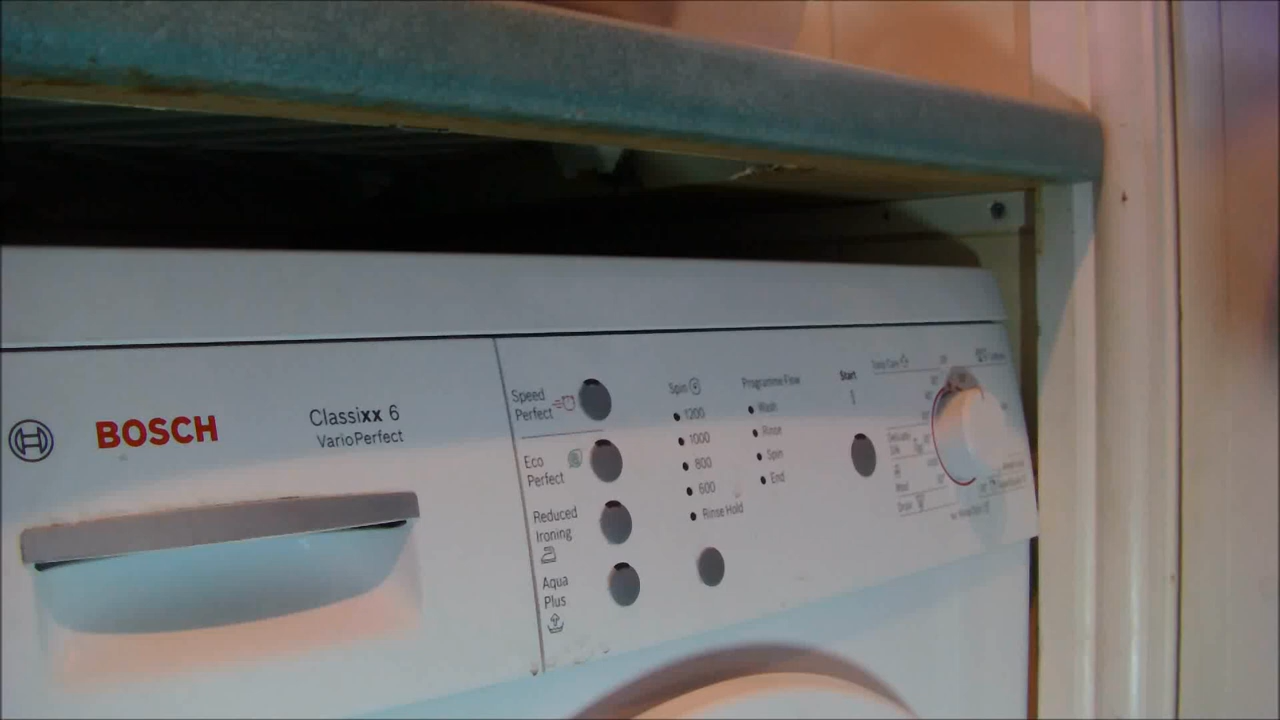 BOSCH
Classixx 6
VarioPerfect
Speed
Perfect
Eco
Perfect
Reduced
Ironing
Aqua
Plus
Spin
1200
1000
800
600
Rinse Hold
Programme Flow
Wash
Rinse
Spin
End
Start
Wool